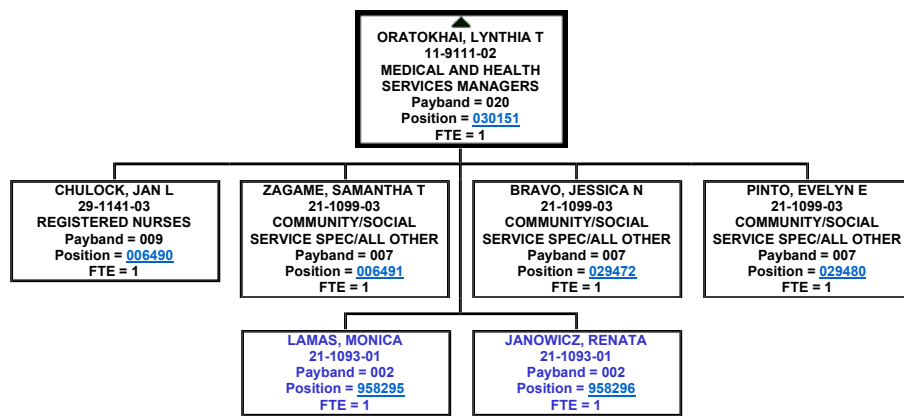 ORATOKHAI, LYNTHIA T
11-9111-02
MEDICAL AND HEALTH
SERVICES MANAGERS
Payband = 020
Position = 030151
FTE = 1
CHULOCK, JAN L
29-1141-03
REGISTERED NURSES
Payband = 009
Position = 006490
FTE = 1
ZAGAME, SAMANTHA T
21-1099-03
COMMUNITY/SOCIAL
SERVICE SPEC/ALL OTHER
Payband = 007
Position = 006491
FTE = 1
BRAVO, JESSICA N
21-1099-03
COMMUNITY/SOCIAL
SERVICE SPEC/ALL OTHER
Payband = 007
Position = 029472
FTE = 1
PINTO, EVELYN E
21-1099-03
COMMUNITY/SOCIAL
SERVICE SPEC/ALL OTHER
Payband = 007
Position = 029480
FTE = 1
LAMAS, MONICA
21-1093-01
Payband = 002
Position = 958295
FTE = 1
JANOWICZ, RENATA
21-1093-01
Payband = 002
Position = 958296
FTE = 1